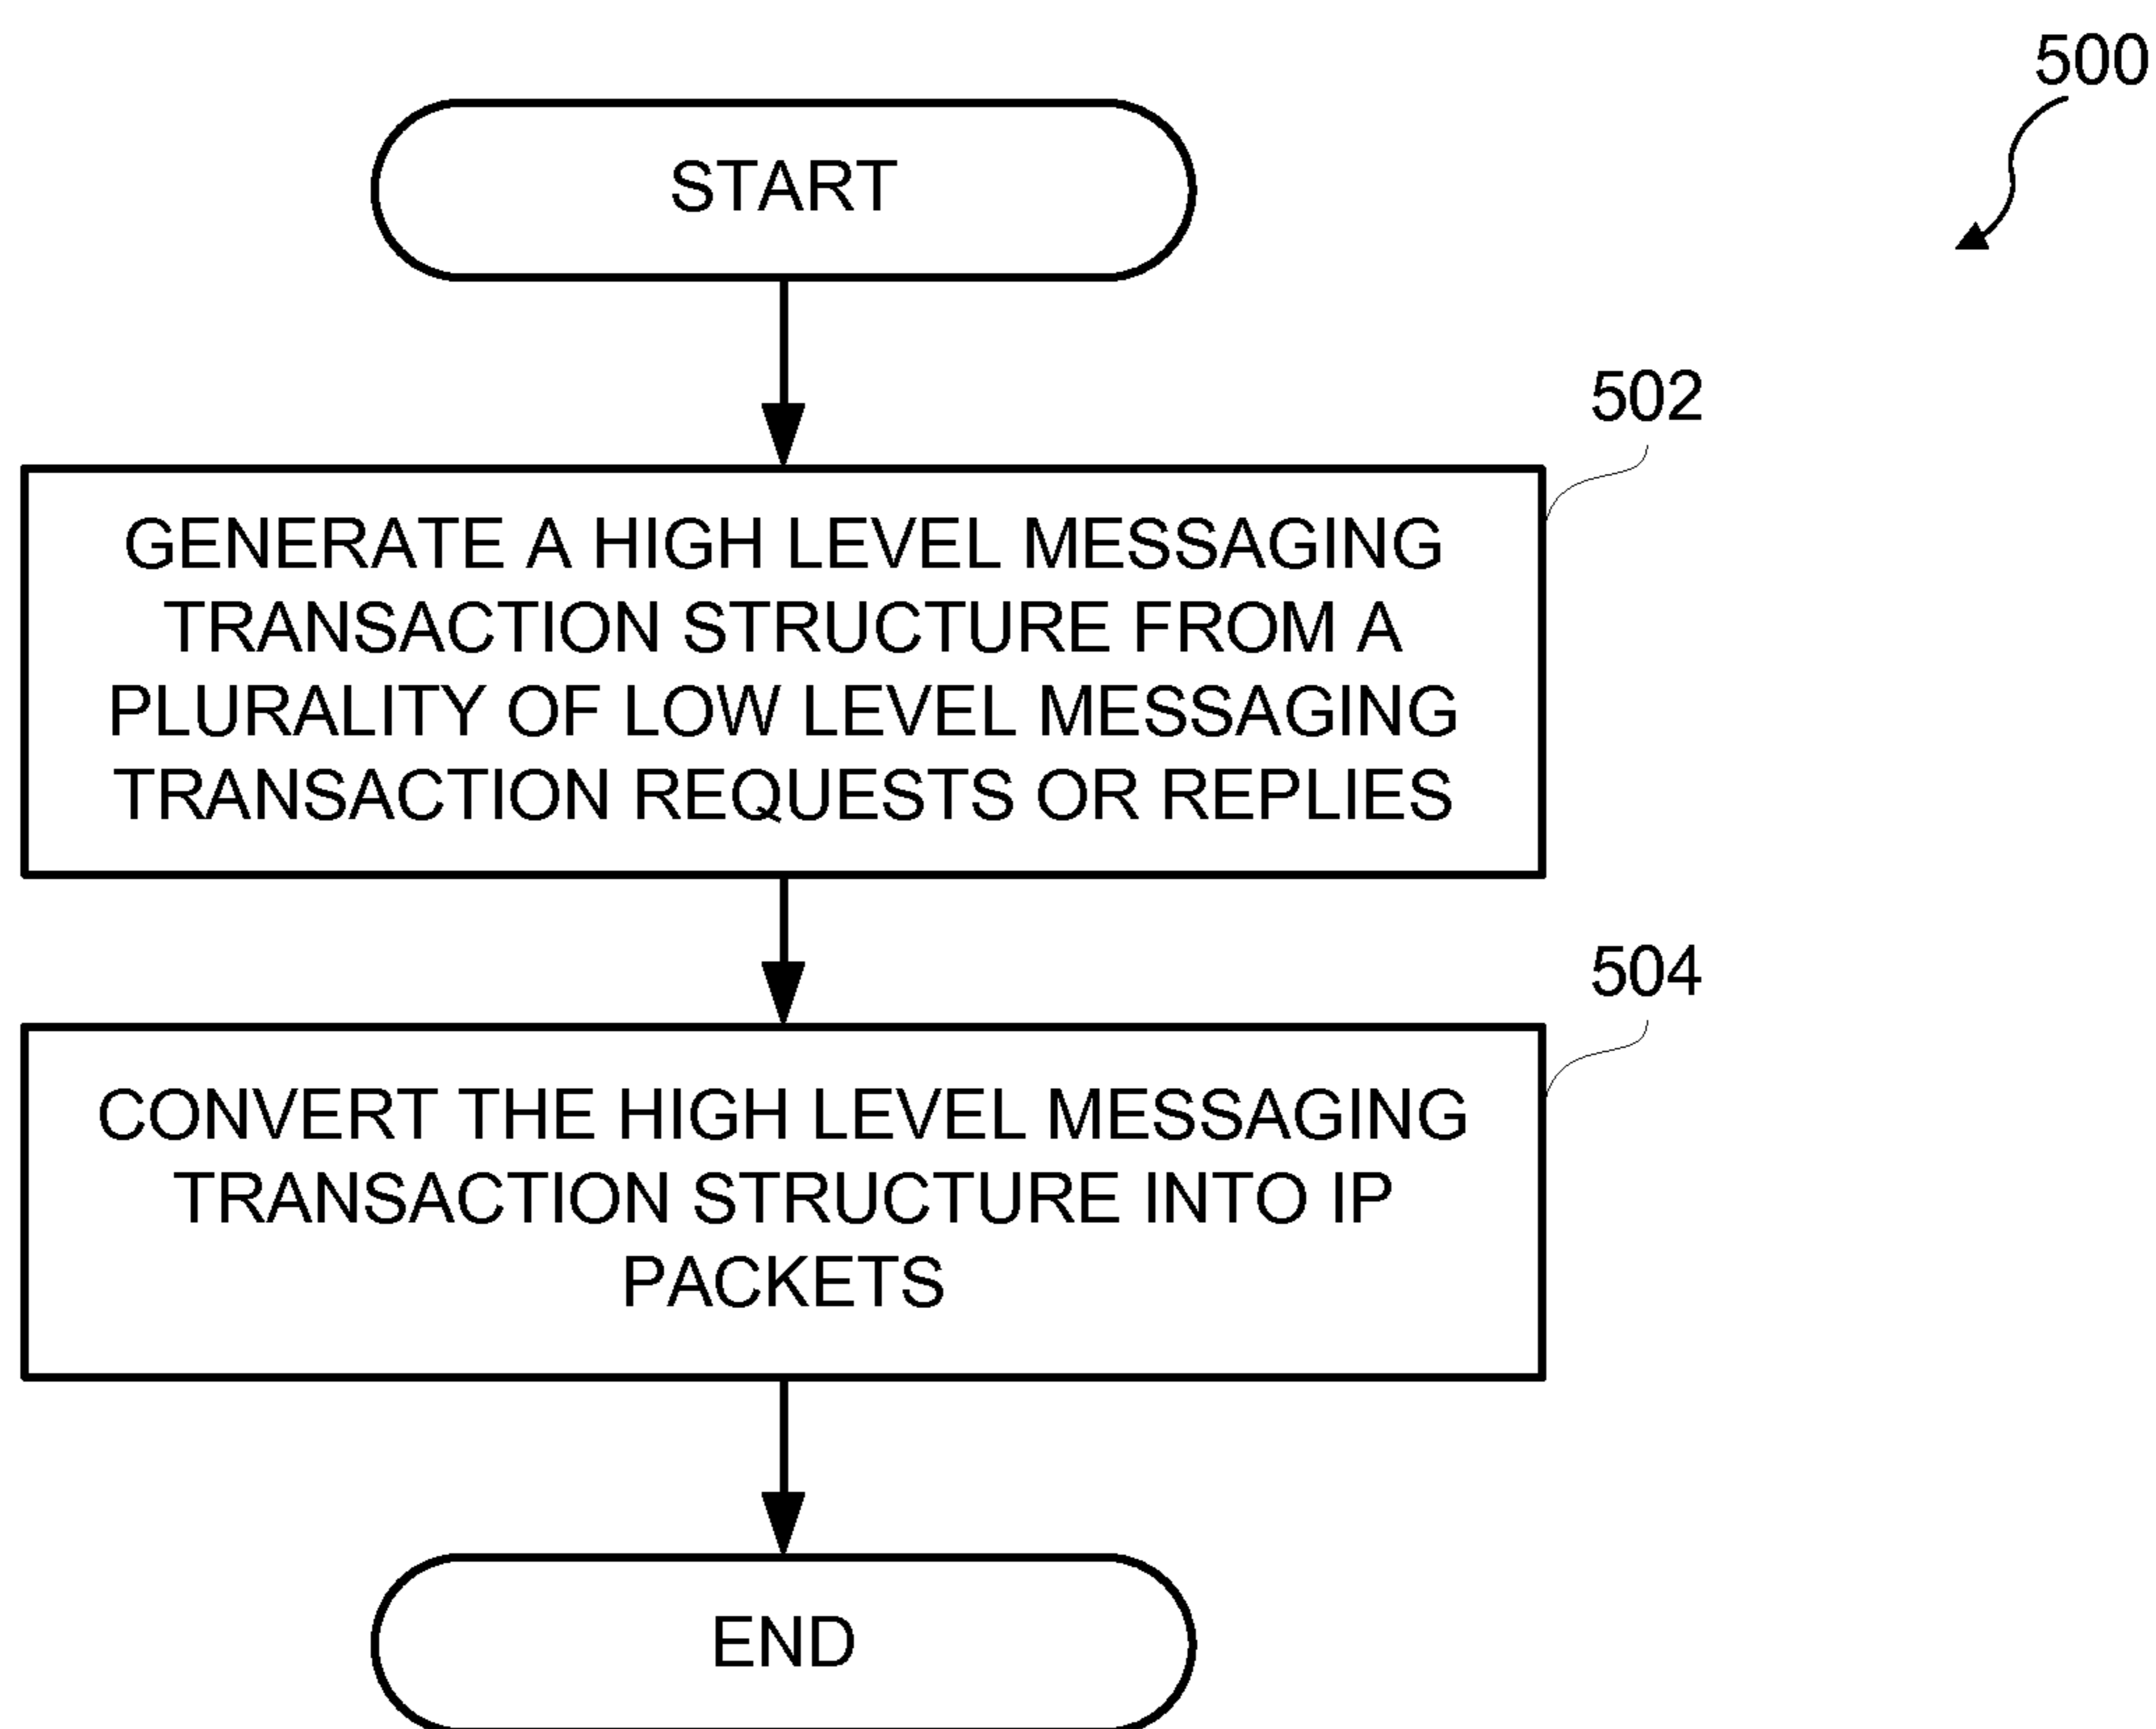 500
START
502
GENERATE A HIGH LEVEL MESSAGING
TRANSACTION STRUCTURE FROM A
PLURALITY OF LOW LEVEL MESSAGING
TRANSACTION REQUESTS OR REPLIES
504
CONVERT THE HIGH LEVEL MESSAGING
TRANSACTION STRUCTURE INTO IP
PACKETS
END